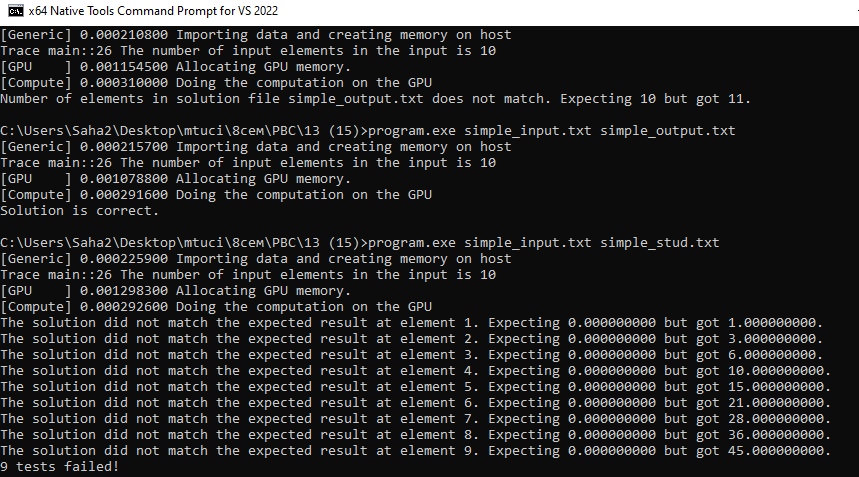 x64 Native Tools Command Prompt for VS 2022
[Generic] 0.000210800 Importing data and creating memory on host
Trace main::26 The number of input elements in the input is 10
[GPU    ] 0.001154500 Allocating GPU memory.
[Compute] 0.000310000 Doing the computation on the GPU
Number of elements in solution file simple_output.txt does not match. Expecting 10 but got 11.
C:\Users\Saha2\Desktop\mtuci\8сем\РВС\13 (15)>program.exe simple_input.txt simple_output.txt
[Generic] 0.000215700 Importing data and creating memory on host
Trace main::26 The number of input elements in the input is 10
[GPU    ] 0.001078800 Allocating GPU memory.
[Compute] 0.000291600 Doing the computation on the GPU
Solution is correct.
C:\Users\Saha2\Desktop\mtuci\8сем\РВС\13 (15)>program.exe simple_input.txt simple_stud.txt
[Generic] 0.000225900 Importing data and creating memory on host
Trace main::26 The number of input elements in the input is 10
[GPU    ] 0.001298300 Allocating GPU memory.
[Compute] 0.000292600 Doing the computation on the GPU
The solution did not match the expected result at element 1. Expecting 0.000000000 but got 1.000000000.
The solution did not match the expected result at element 2. Expecting 0.000000000 but got 3.000000000.
The solution did not match the expected result at element 3. Expecting 0.000000000 but got 6.000000000.
The solution did not match the expected result at element 4. Expecting 0.000000000 but got 10.000000000.
The solution did not match the expected result at element 5. Expecting 0.000000000 but got 15.000000000.
The solution did not match the expected result at element 6. Expecting 0.000000000 but got 21.000000000.
The solution did not match the expected result at element 7. Expecting 0.000000000 but got 28.000000000.
The solution did not match the expected result at element 8. Expecting 0.000000000 but got 36.000000000.
The solution did not match the expected result at element 9. Expecting 0.000000000 but got 45.000000000.
9 tests failed!